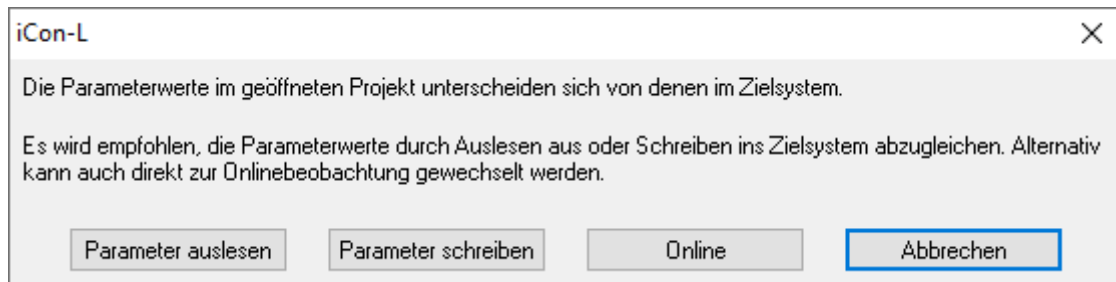 iCon-L
Die Parameterwerte im geöffneten Projekt unterscheiden sich von denen im Zielsystem.
Es wird empfohlen, die Parameterwerte durch Auslesen aus oder Schreiben ins Zielsystem abzugleichen. Alternativ
kann auch direkt zur Onlinebeobachtung gewechselt werden.
Parameter auslesen Parameter schreiben Online Abbrechen